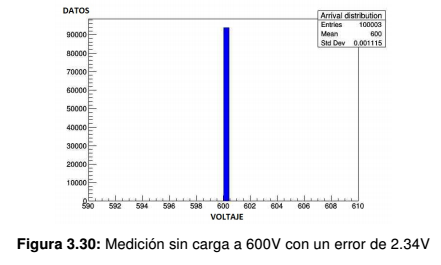 DATOS
Arrival distribution
Entries 100003
Mean 600
Std Dev 0.001115
90000
80000
70000
60000
50000
40000
30000
20000
10000
0
590 592 594 596 598 600 602 604 606 608 610
VOLTAJE
Figura 3.30: Medición sin carga a 600V con un error de 2.34V